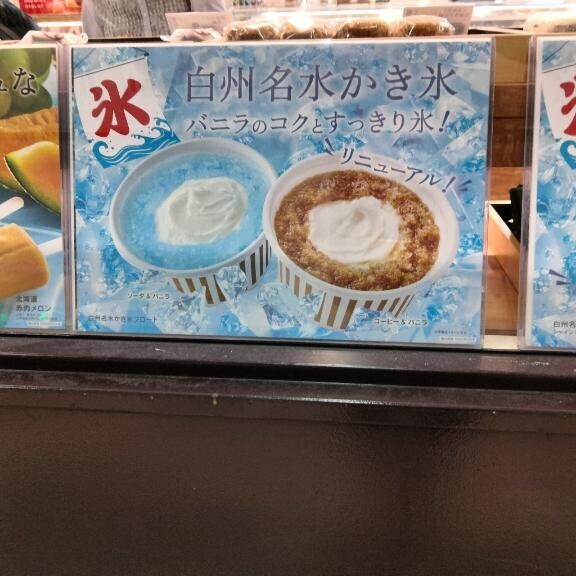 氷
白州名水かき氷
バニラのコクとすっきり氷!
リニューアル!
ソーダ&バニラ
コーヒー&バニラ
白州名水かき氷フロート
北海道
赤肉メロン